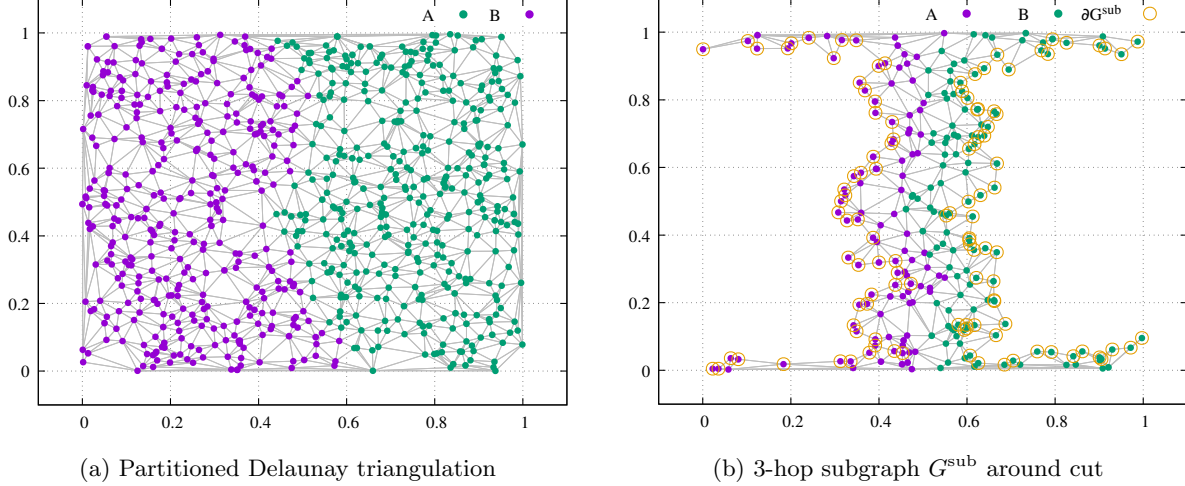 A B
1
0.8
0.6
0.4
0.2
0
0 0.2 0.4 0.6 0.8 1
(a) Partitioned Delaunay triangulation
A B ∂G^sub
1
0.8
0.6
0.4
0.2
0
0 0.2 0.4 0.6 0.8 1
(b) 3-hop subgraph G^sub around cut